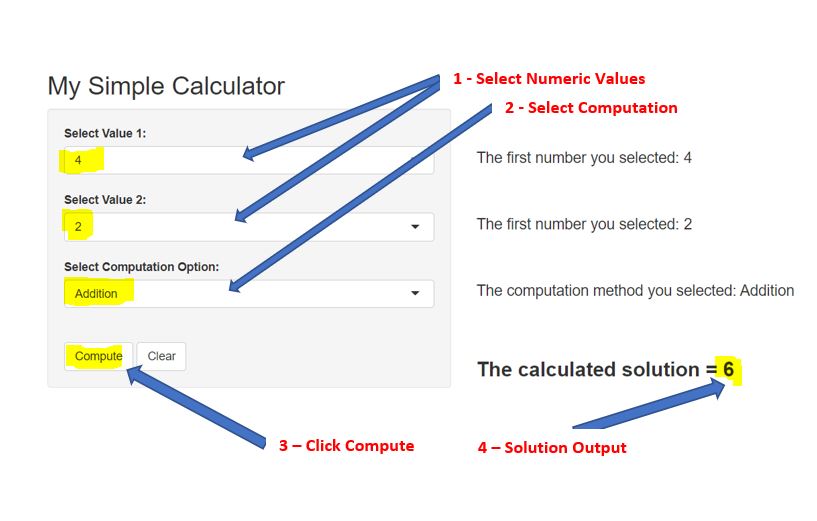 My Simple Calculator
1 - Select Numeric Values
2 - Select Computation
Select Value 1:
4
The first number you selected: 4
Select Value 2:
2
The first number you selected: 2
Select Computation Option:
Addition
The computation method you selected: Addition
Compute
Clear
The calculated solution = 6
3 – Click Compute
4 – Solution Output